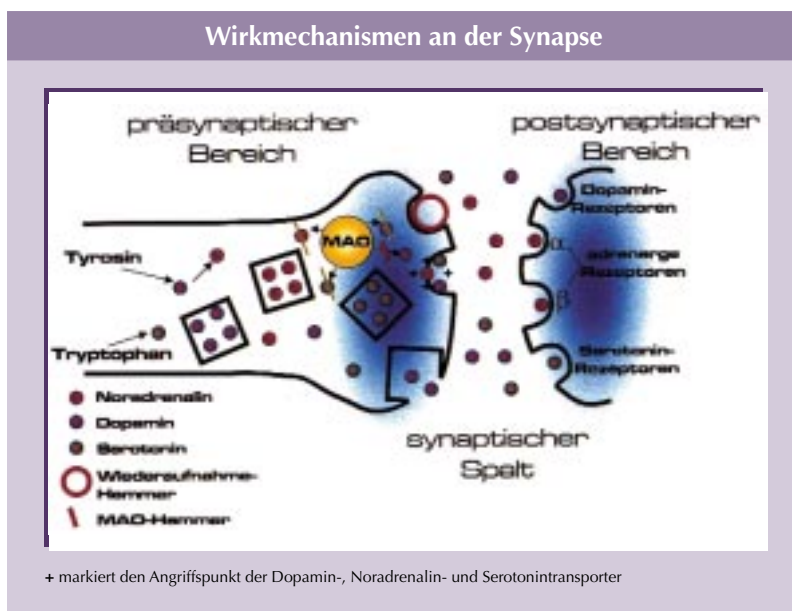 Wirkmechanismen an der Synapse
präsynaptischer
Bereich
postsynaptischer
Bereich
Dopamin-
Rezeptoren
MAO
α
adrenerge
Rezeptoren
Tyrosin
+
β
Tryptophan
Serotonin-
Rezeptoren
Noradrenalin
Dopamin
Serotonin
synaptischer
Spalt
Wiederaufnahme-
Hemmer
MAO-Hemmer
+ markiert den Angriffspunkt der Dopamin-, Noradrenalin- und Serotonintransporter